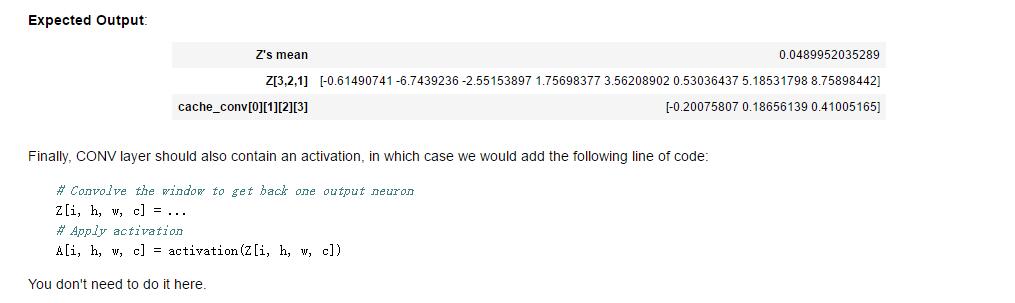 Expected Output:
Z's mean 0.0489952035289
Z[3,2,1] [-0.61490741 -6.7439236 -2.55153897 1.75698377 3.56208902 0.53036437 5.18531798 8.75898442]
cache_conv[0][1][2][3] [-0.20075807 0.18656139 0.41005165]
Finally, CONV layer should also contain an activation, in which case we would add the following line of code:
# Convolve the window to get back one output neuron
Z[i, h, w, c] = ...
# Apply activation
A[i, h, w, c] = activation(Z[i, h, w, c])
You don't need to do it here.